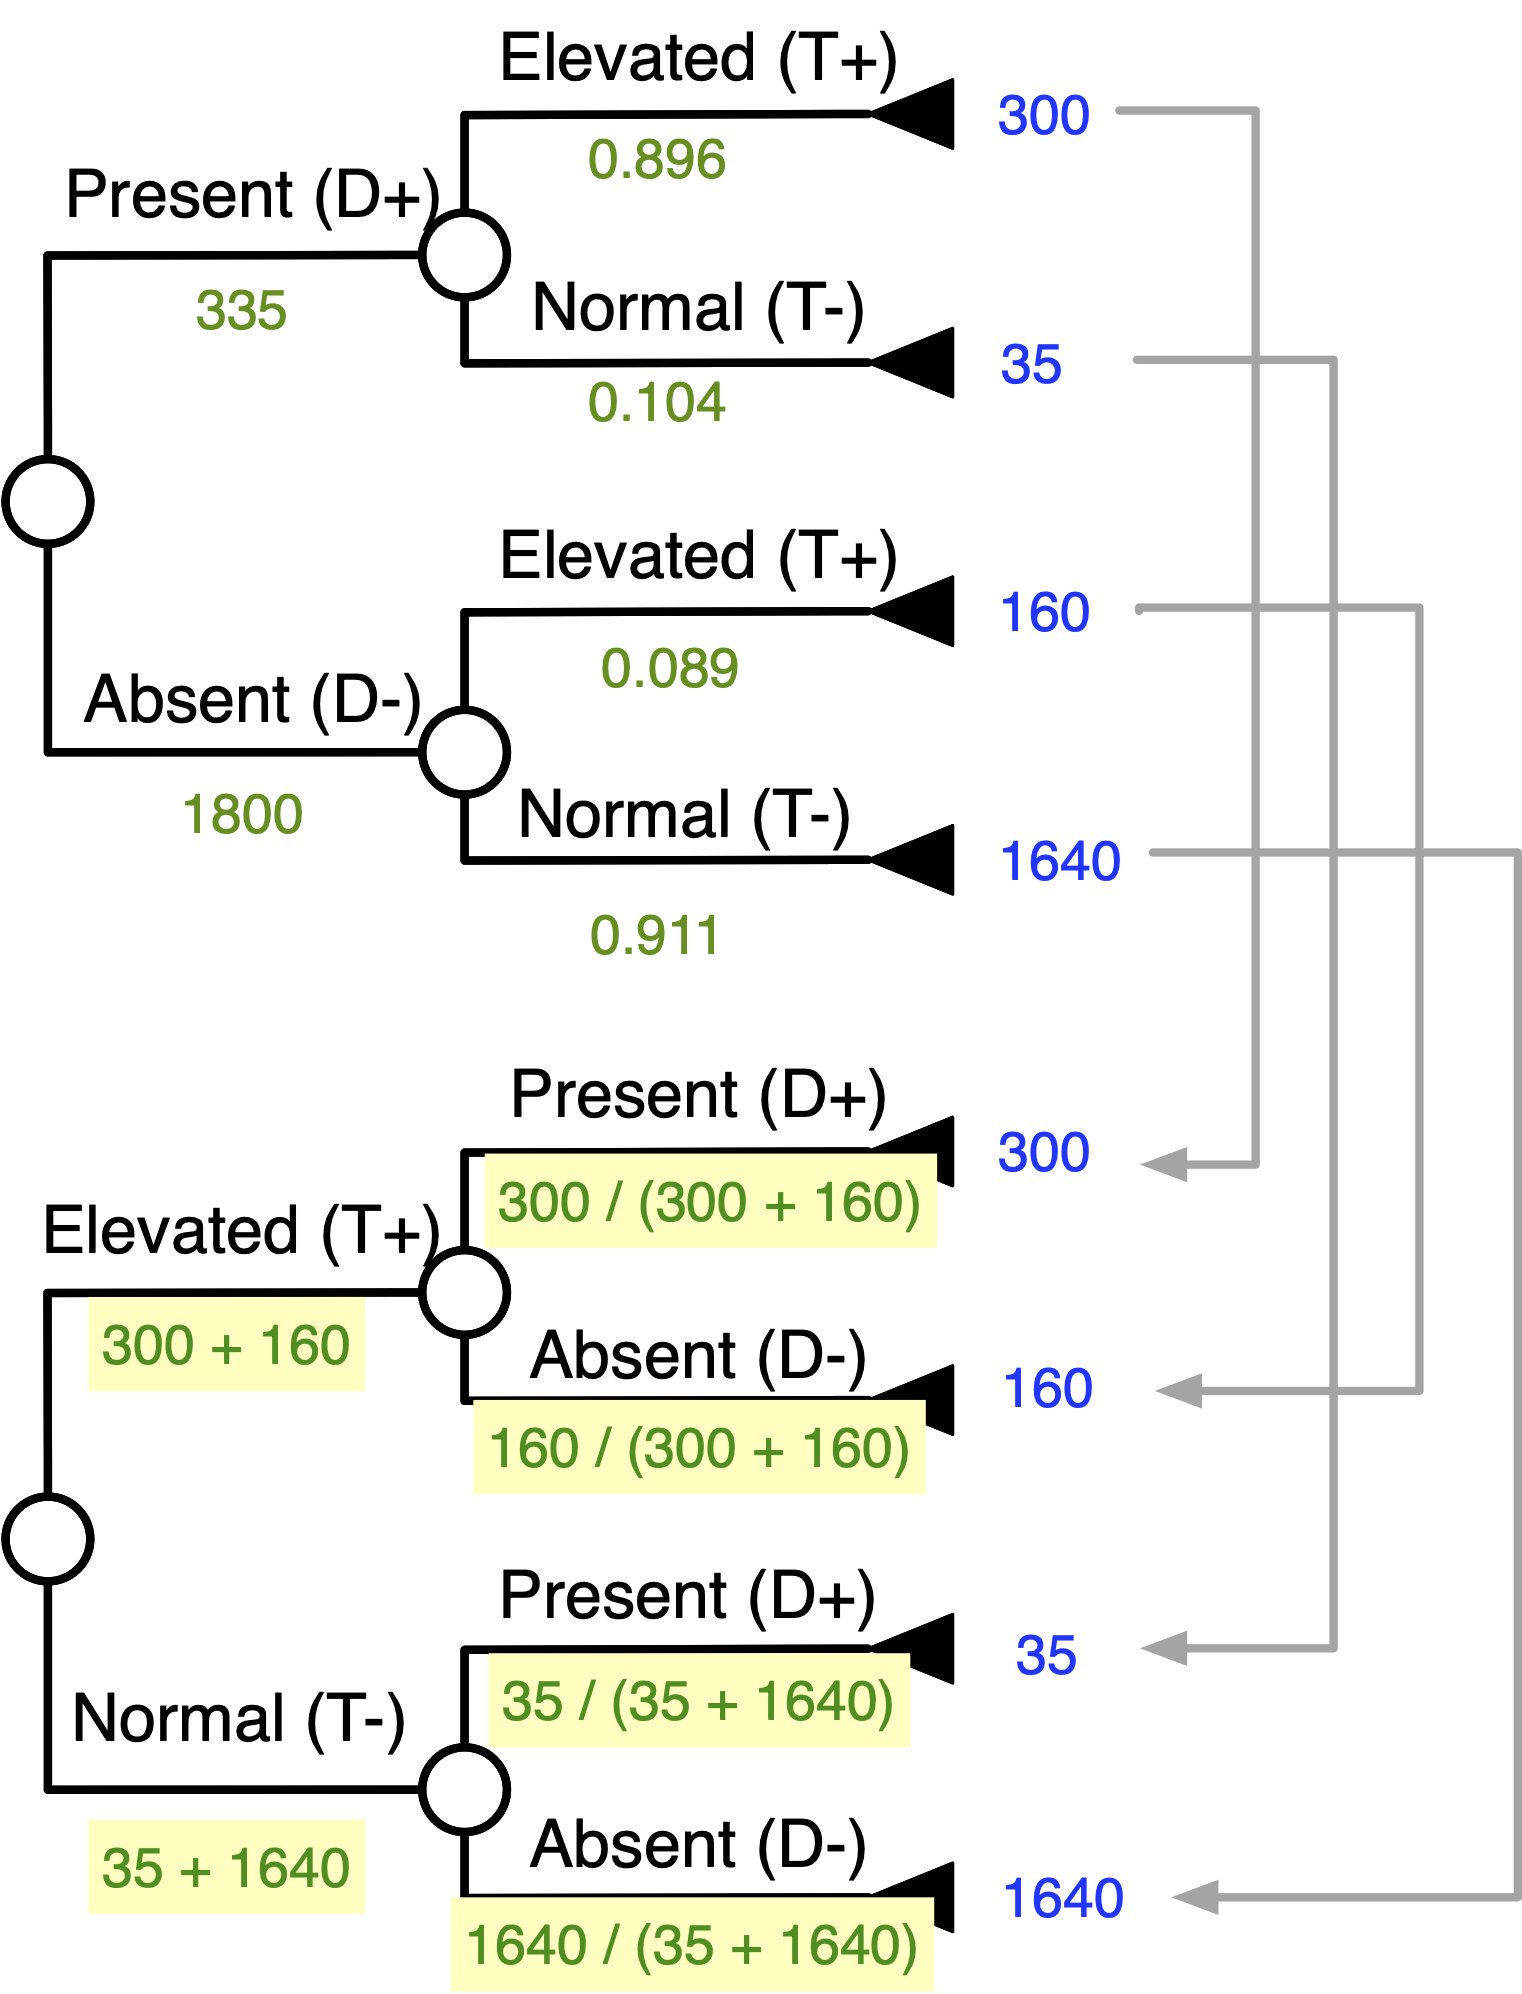 Elevated (T+)
300
0.896
Present (D+)
335
Normal (T-)
35
0.104
Elevated (T+)
160
0.089
Absent (D-)
1800
Normal (T-)
1640
0.911
Present (D+)
300
300 / (300 + 160)
Elevated (T+)
300 + 160
Absent (D-)
160
160 / (300 + 160)
Present (D+)
35
35 / (35 + 1640)
Normal (T-)
35 + 1640
Absent (D-)
1640
1640 / (35 + 1640)